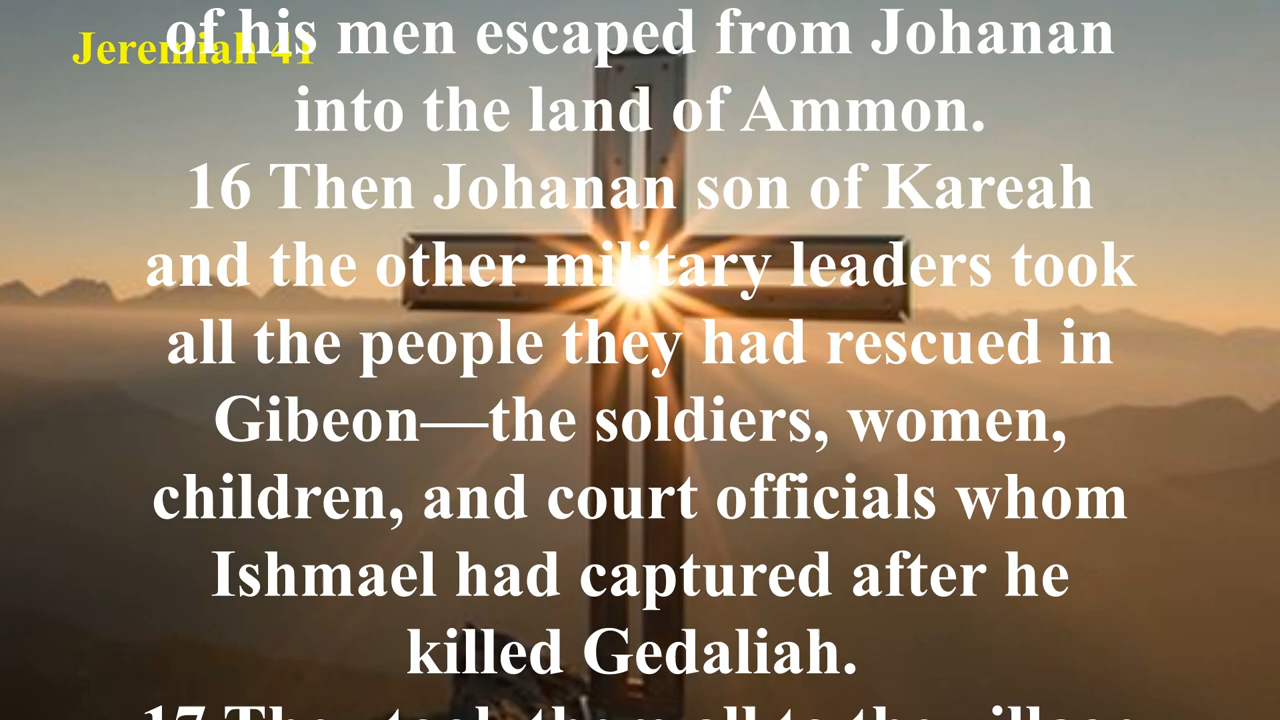 Jeremiah 41
of his men escaped from Johanan
into the land of Ammon.
16 Then Johanan son of Kareah
and the other military leaders took
all the people they had rescued in
Gibeon—the soldiers, women,
children, and court officials whom
Ishmael had captured after he
killed Gedaliah.
17 They took them all to the village